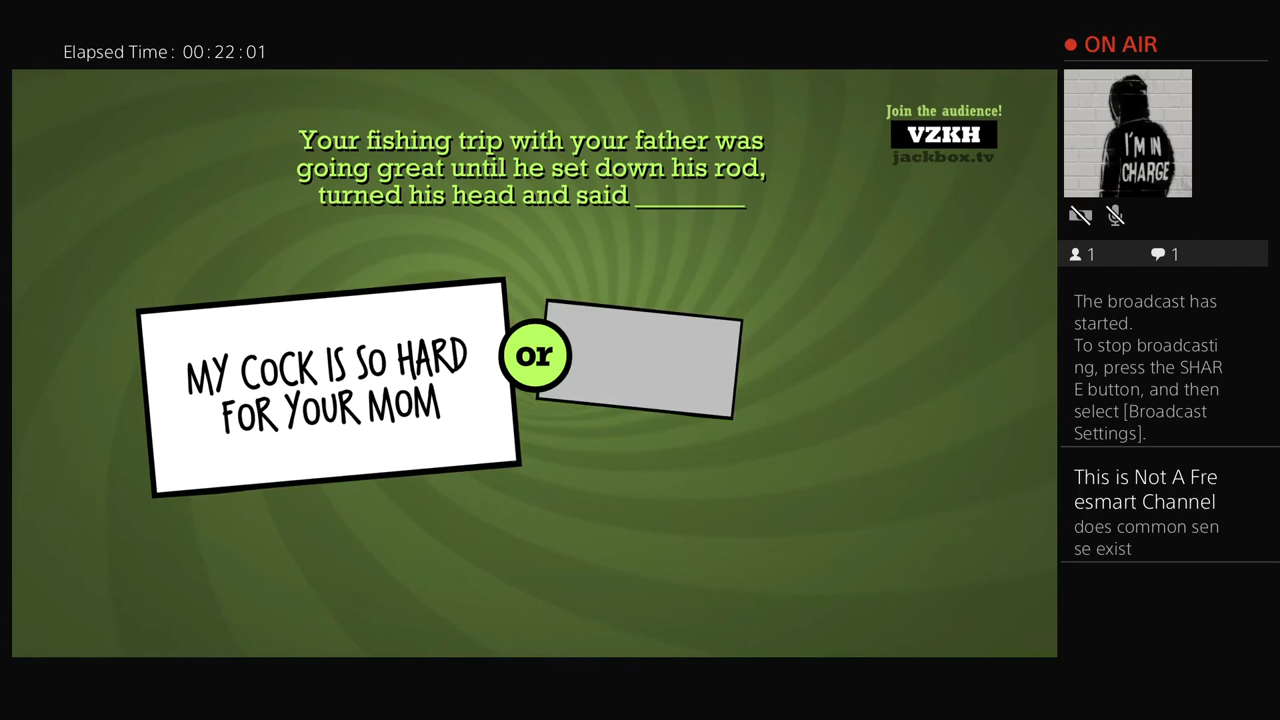 Elapsed Time: 00:22:01
ON AIR
Join the audience!
VZKH
jackbox.tv
Your fishing trip with your father was
going great until he set down his rod,
turned his head and said ________
MY COCK IS SO HARD
FOR YOUR MOM
or
I'M IN
CHARGE
1
1
The broadcast has
started.
To stop broadcasti
ng, press the SHAR
E button, and then
select [Broadcast
Settings].
This is Not A Fre
esmart Channel
does common sen
se exist